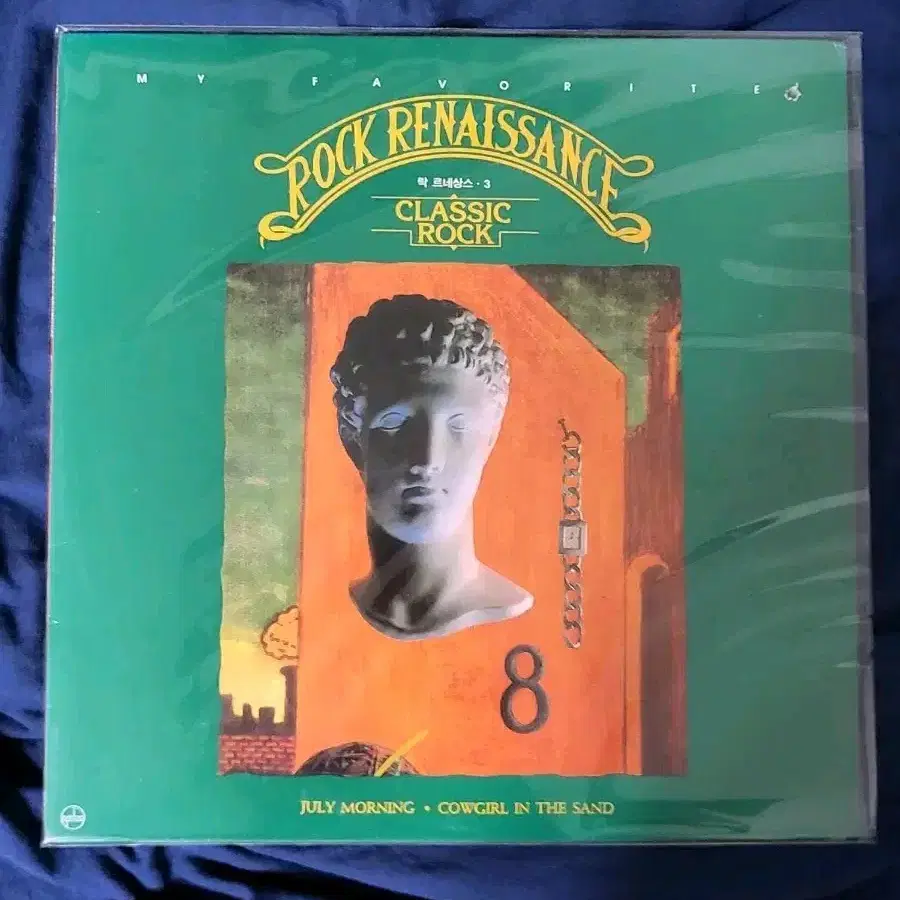 MY FAVORITE
ROCK RENAISSANCE
락 르네상스 · 3
CLASSIC
ROCK
8
JULY MORNING • COWGIRL IN THE SAND